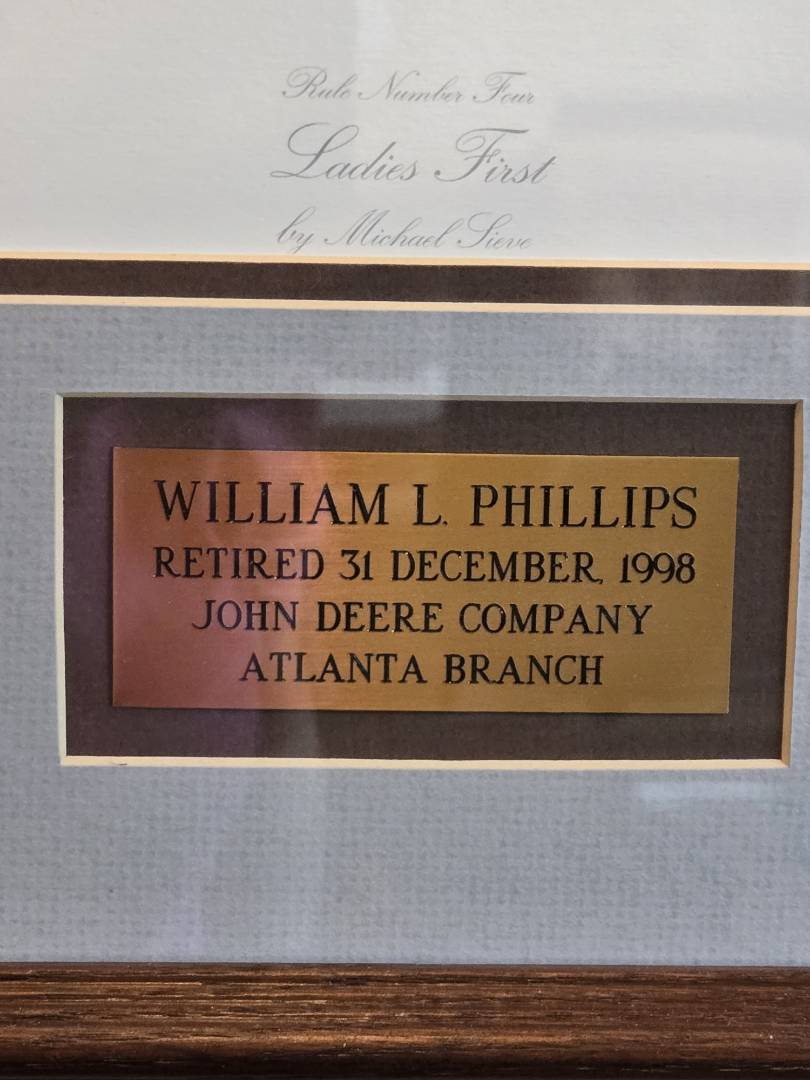 Rule Number Four
Ladies First
by Michael Sieve
WILLIAM L. PHILLIPS
RETIRED 31 DECEMBER, 1998
JOHN DEERE COMPANY
ATLANTA BRANCH